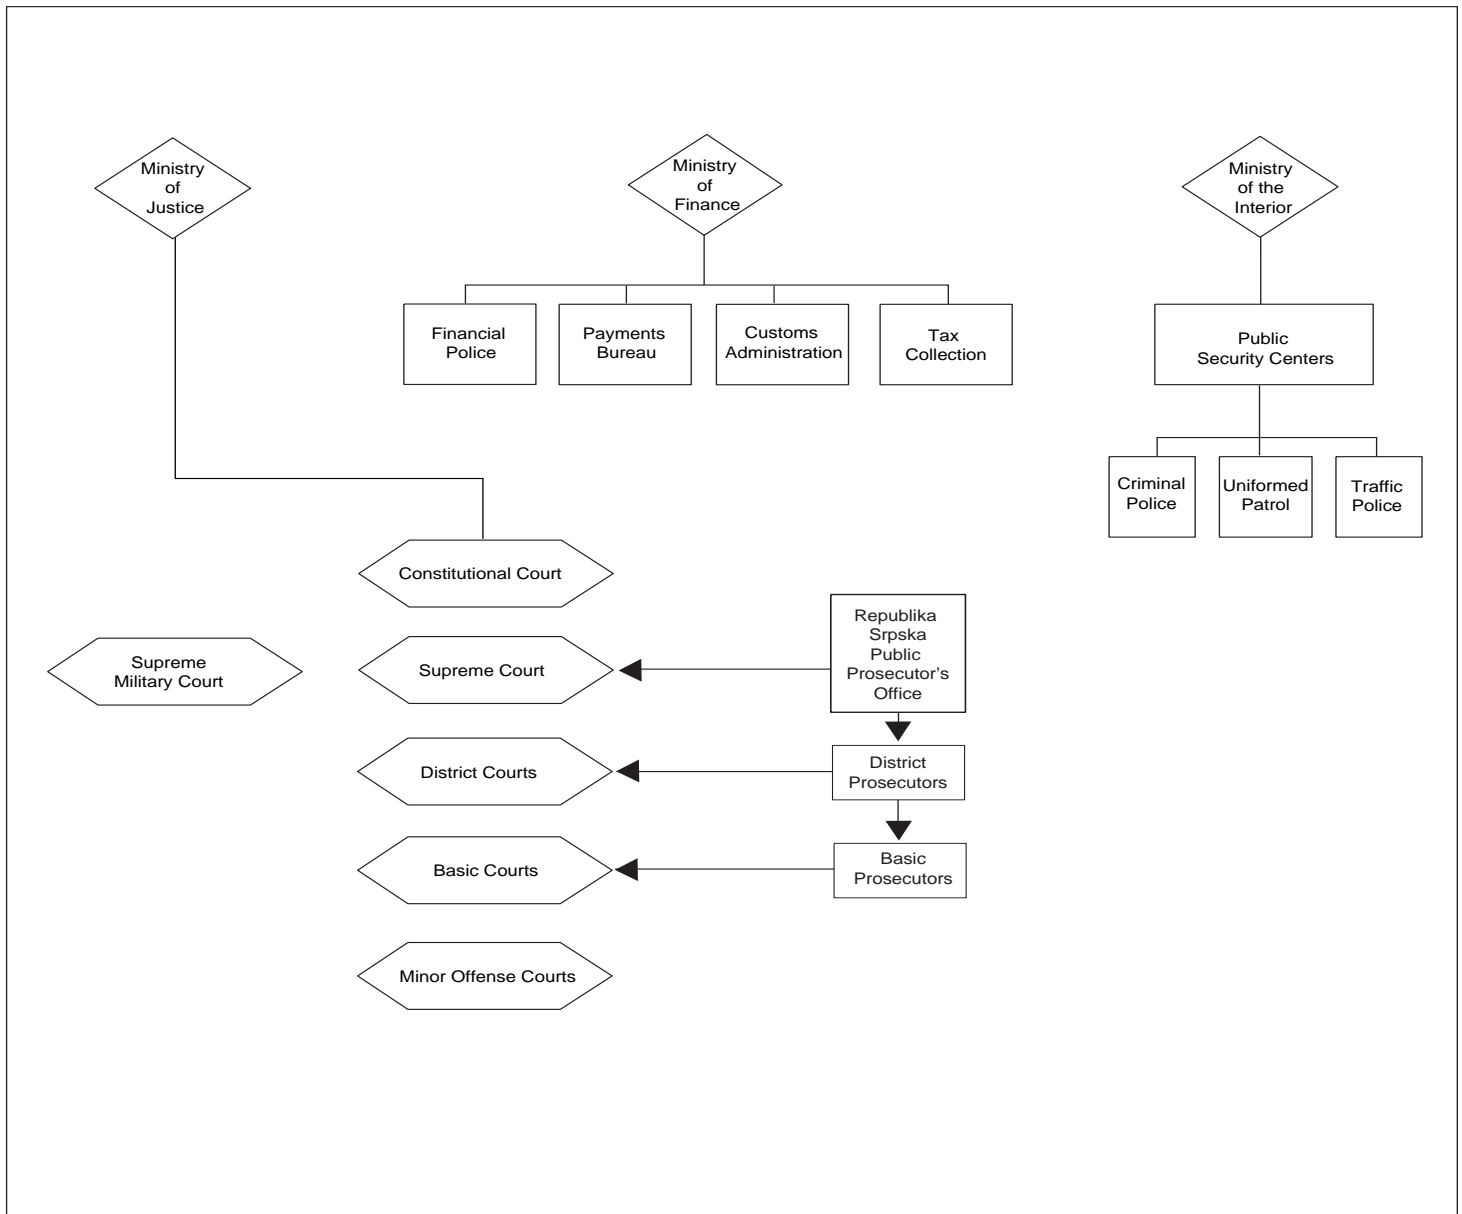 Ministry
of
Justice
Ministry
of
Finance
Ministry
of the
Interior
Financial
Police
Payments
Bureau
Customs
Administration
Tax
Collection
Public
Security Centers
Criminal
Police
Uniformed
Patrol
Traffic
Police
Constitutional Court
Supreme
Military Court
Supreme Court
Republika
Srpska
Public
Prosecutor's
Office
District Courts
District
Prosecutors
Basic Courts
Basic
Prosecutors
Minor Offense Courts